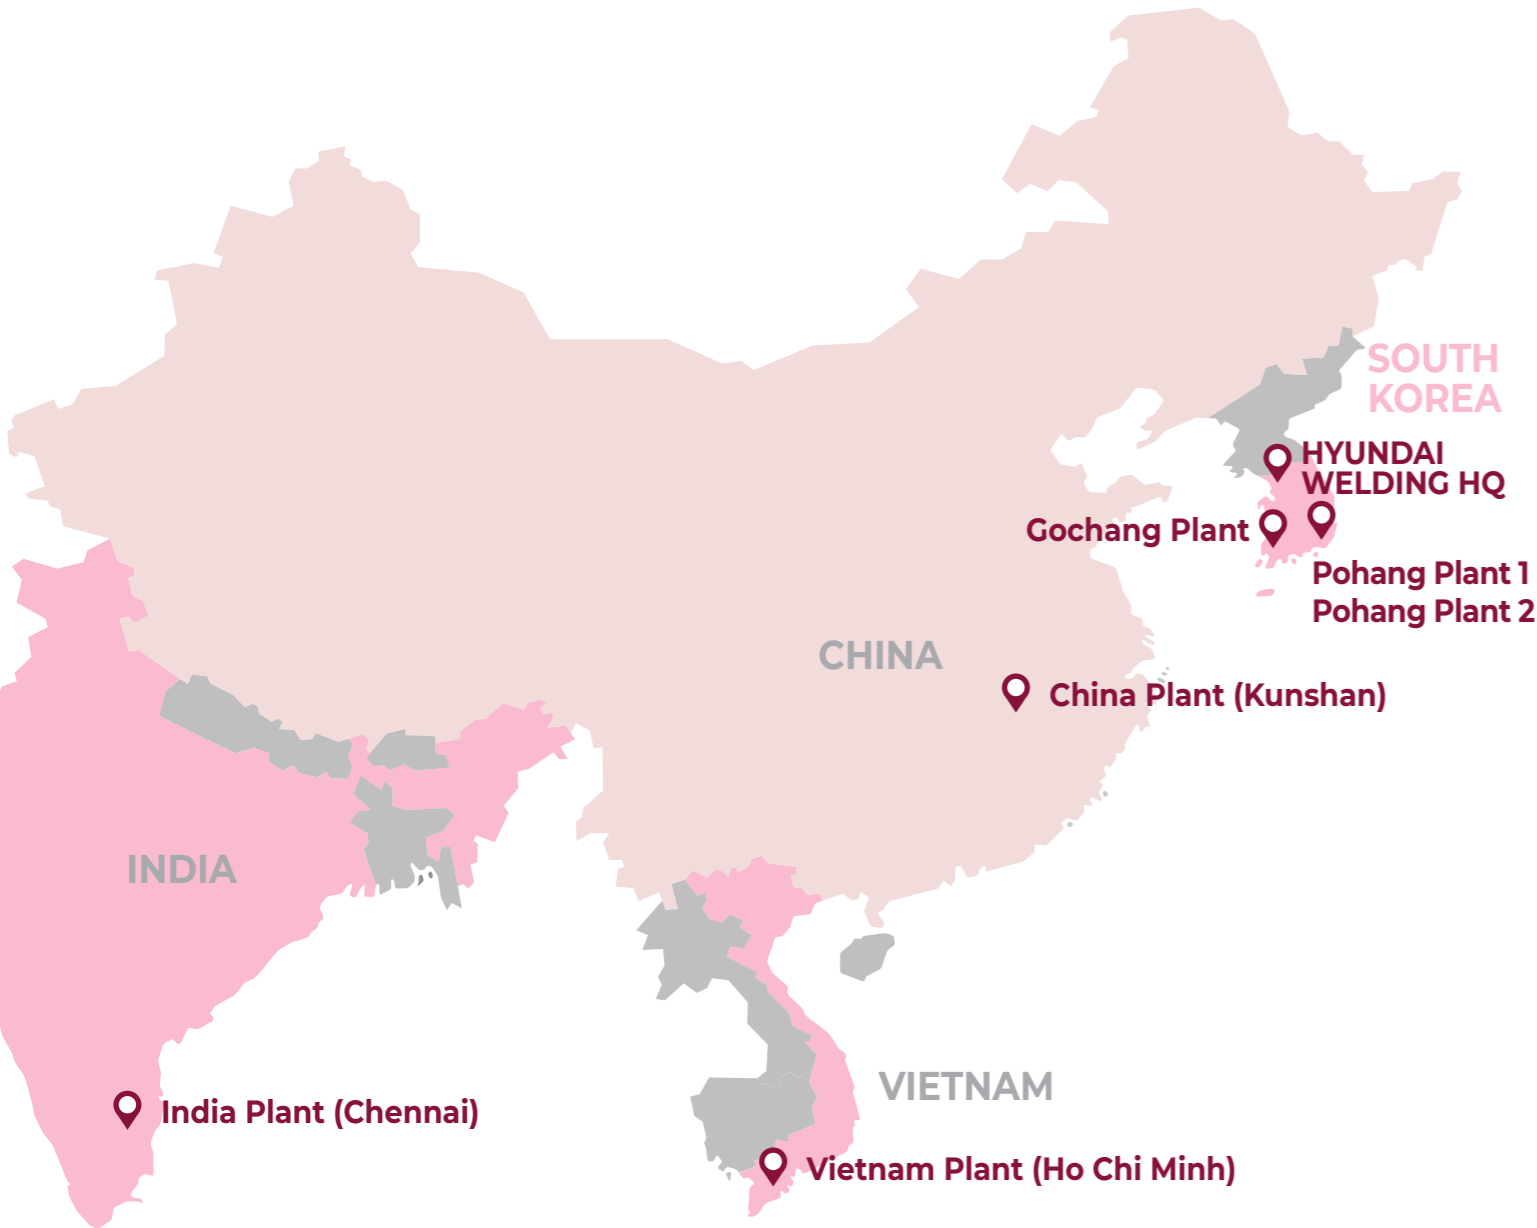 SOUTH
KOREA
HYUNDAI
WELDING HQ
Gochang Plant
Pohang Plant 1
Pohang Plant 2
CHINA
China Plant (Kunshan)
INDIA
VIETNAM
India Plant (Chennai)
Vietnam Plant (Ho Chi Minh)